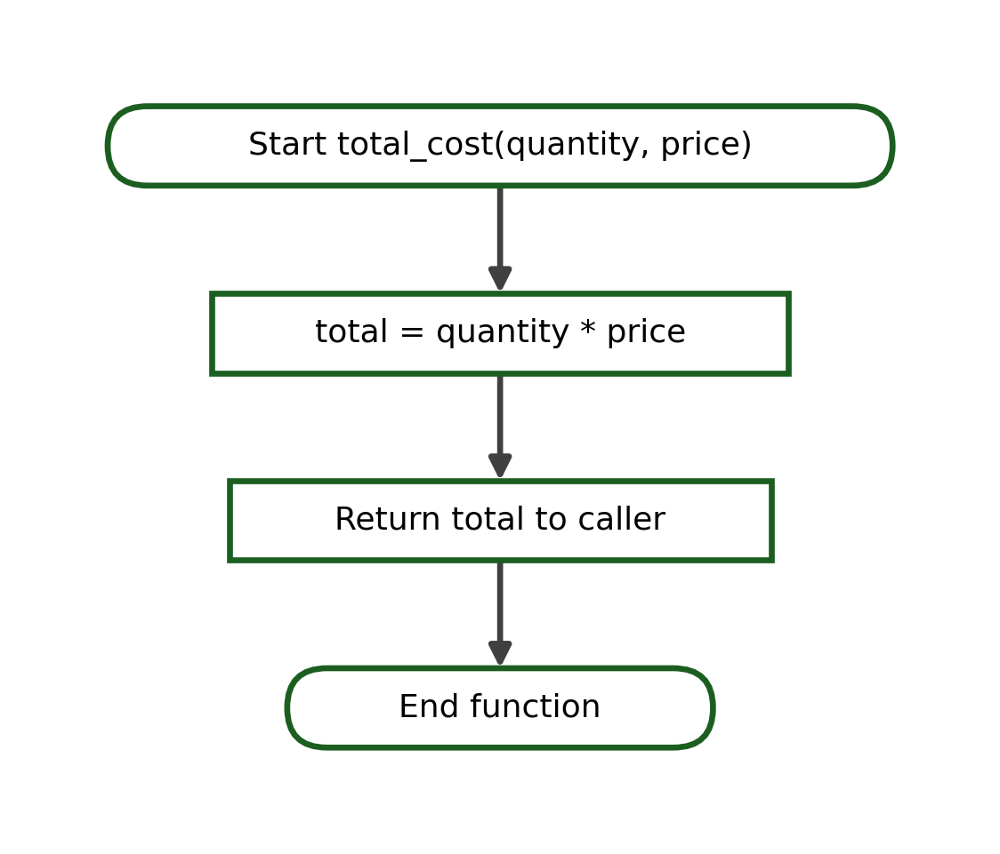 Start total_cost(quantity, price)
total = quantity * price
Return total to caller
End function